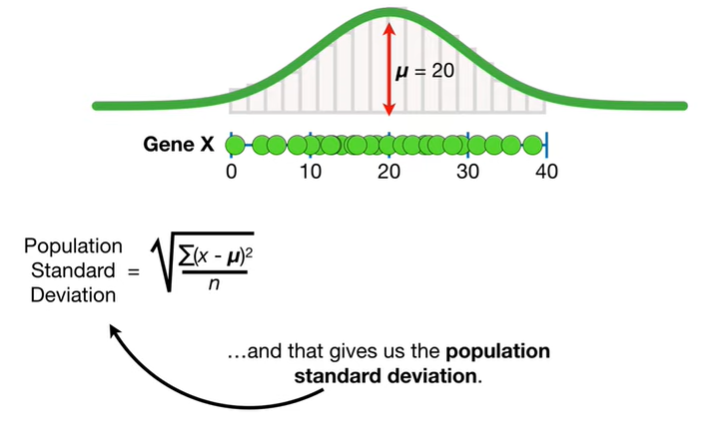 μ = 20
Gene X
0 10 20 30 40
Population
Standard =
Deviation
√
Σ(x - μ)²
n
...and that gives us the population
standard deviation.